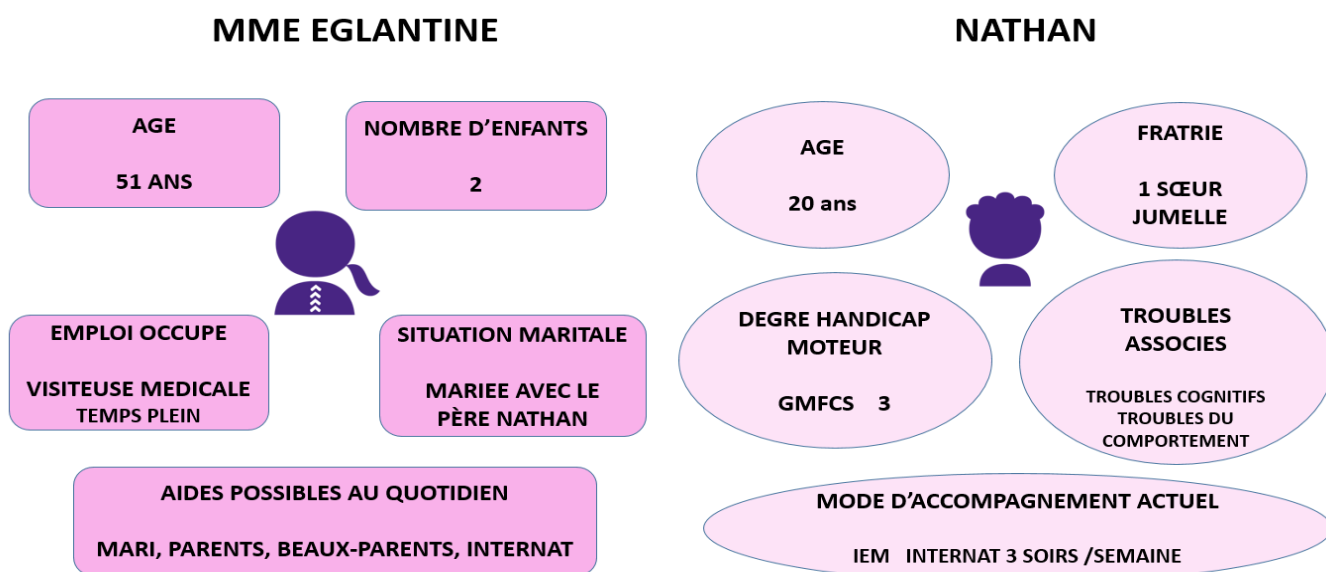 MME EGLANTINE
AGE
51 ANS
NOMBRE D'ENFANTS
2
EMPLOI OCCUPE
VISITEUSE MEDICALE
TEMPS PLEIN
SITUATION MARITALE
MARIEE AVEC LE
PÈRE NATHAN
AIDES POSSIBLES AU QUOTIDIEN
MARI, PARENTS, BEAUX-PARENTS, INTERNAT
NATHAN
AGE
20 ans
FRATRIE
1 SŒUR
JUMELLE
DEGRE HANDICAP
MOTEUR
GMFCS 3
TROUBLES
ASSOCIES
TROUBLES COGNITIFS
TROUBLES DU
COMPORTEMENT
MODE D'ACCOMPAGNEMENT ACTUEL
IEM INTERNAT 3 SOIRS /SEMAINE